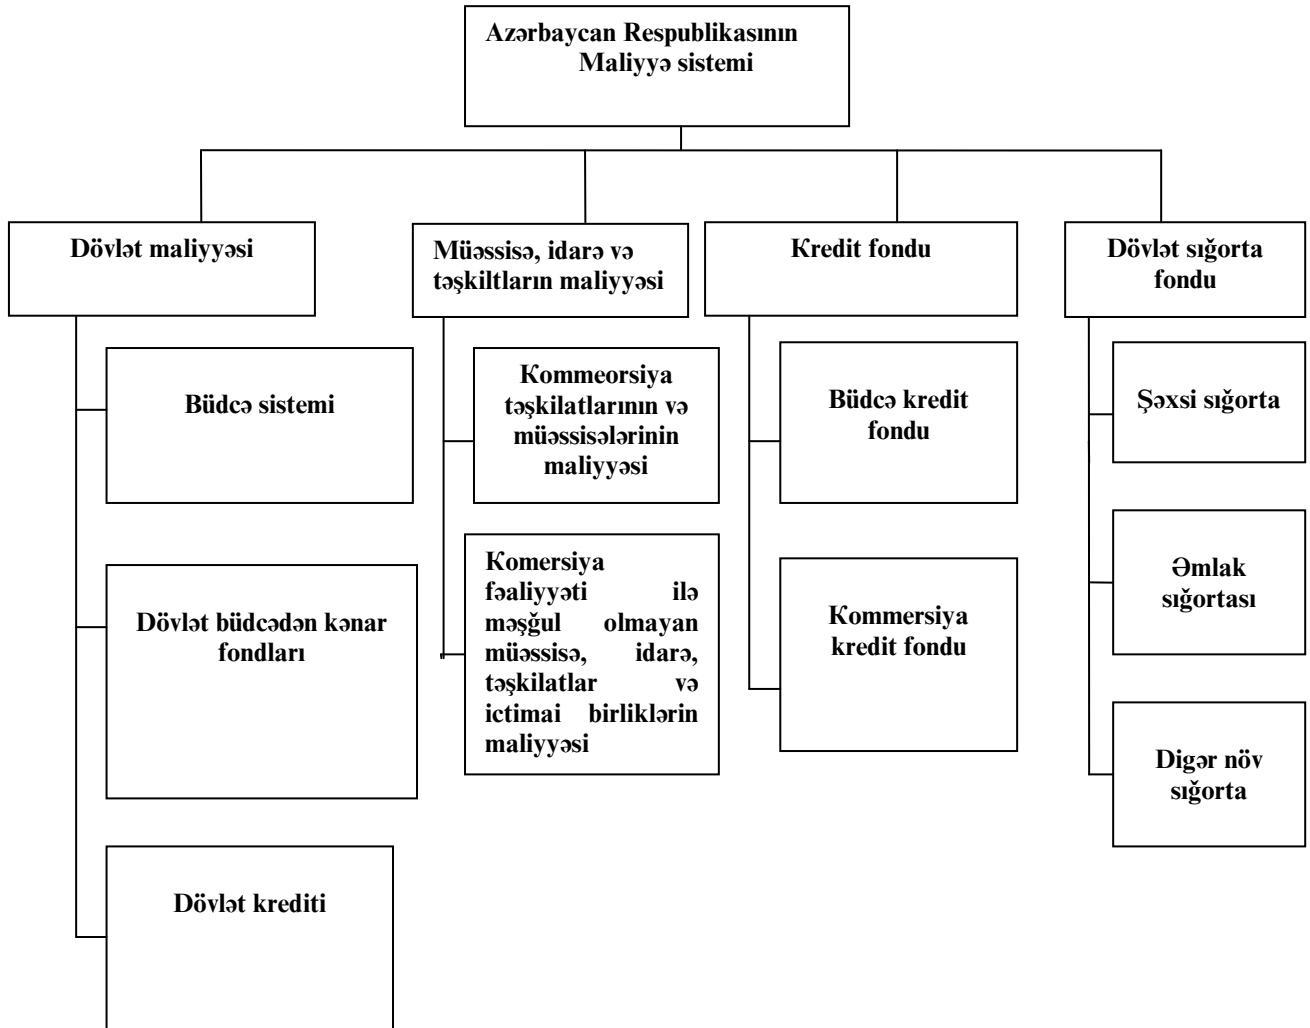 Azərbaycan Respublikasının
Maliyyə sistemi
Dövlət maliyyəsi
Müəssisə, idarə və
təşkiltların maliyyəsi
Kredit fondu
Dövlət sığorta
fondu
Büdcə sistemi
Kommeorsiya
təşkilatlarının və
müəssisələrinin
maliyyəsi
Büdcə kredit
fondu
Şəxsi sığorta
Dövlət büdcədən kənar
fondları
Komersiya
fəaliyyəti ilə
məşğul olmayan
müəssisə, idarə,
təşkilatlar və
ictimai birliklərin
maliyyəsi
Kommersiya
kredit fondu
Əmlak
sığortası
Digər növ
sığorta
Dövlət krediti